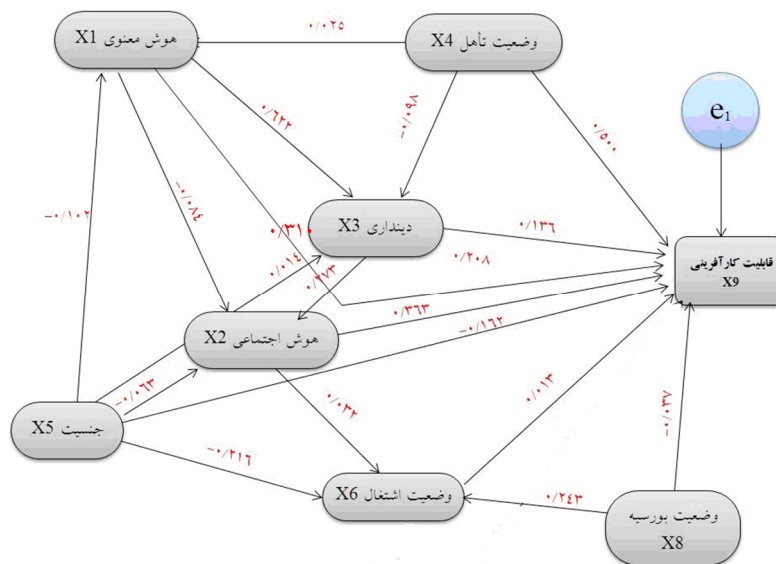 X1 هوش معنوی
۰/۰۲۵
X4 وضعیت تأهل
e₁
۰/۶۲۲
-۰/۰۹۸
۰/۵۰۰
-۰/۱۰۲
-۰/۰۸۴
۰/۳۱۰
X3 دینداری
۰/۱۳۶
۰/۲۰۸
قابلیت کارآفرینی
X9
۰/۰۱۴
۰/۲۷۳
X2 هوش اجتماعی
۰/۳۶۳
-۰/۱۶۲
-۰/۰۶۳
۰/۰۳۲
۰/۰۱۳
-۰/۰۳۷
X5 جنسیت
-۰/۲۱۶
X6 وضعیت اشتغال
۰/۲۴۳
وضعیت بورسیه
X8